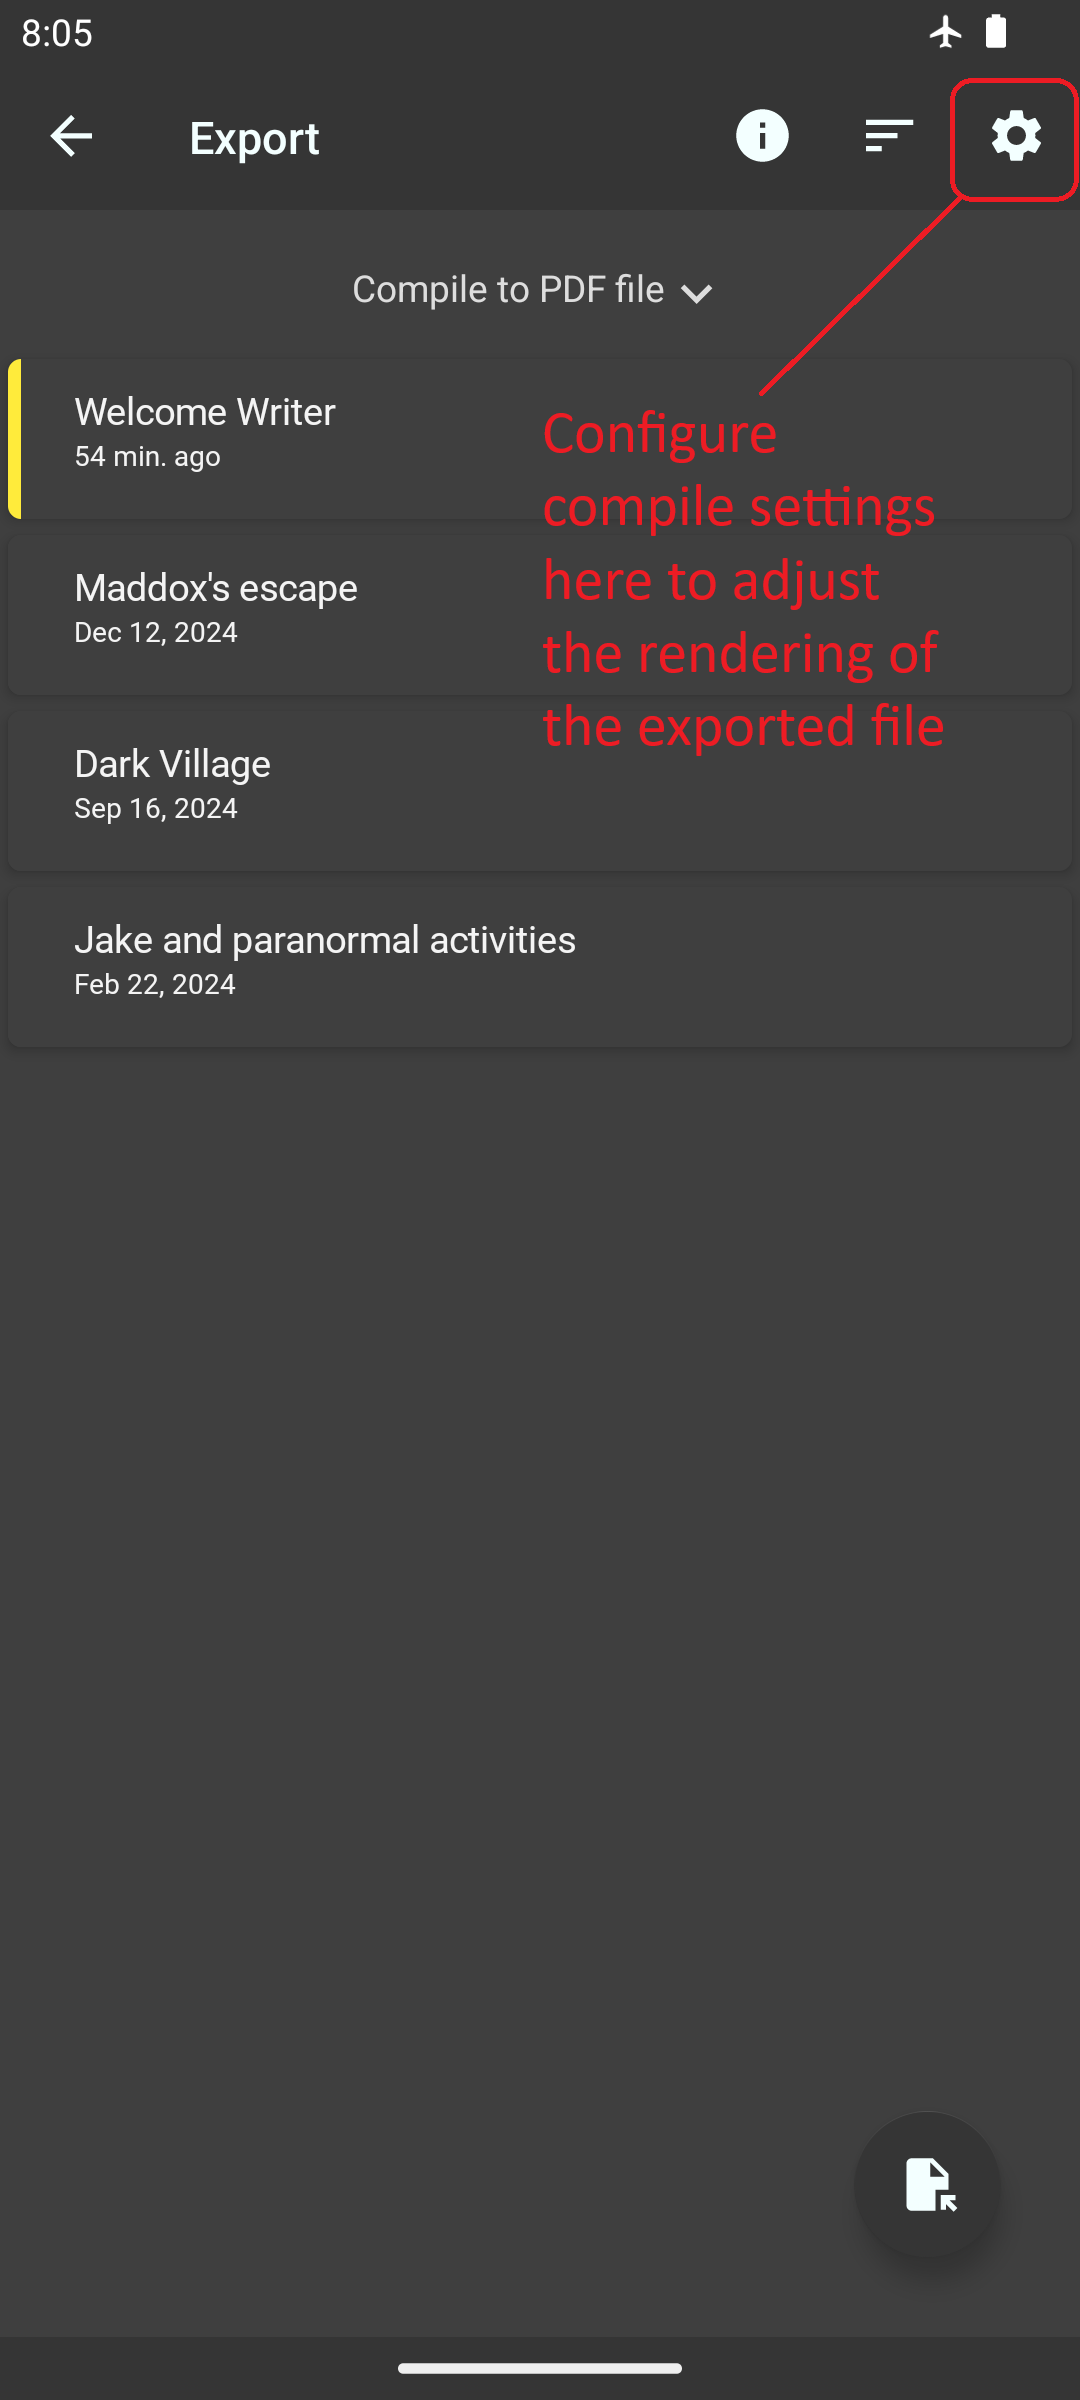 8:05
Export
Compile to PDF file
Welcome Writer
54 min. ago
Configure
compile settings
here to adjust
the rendering of
the exported file
Maddox's escape
Dec 12, 2024
Dark Village
Sep 16, 2024
Jake and paranormal activities
Feb 22, 2024